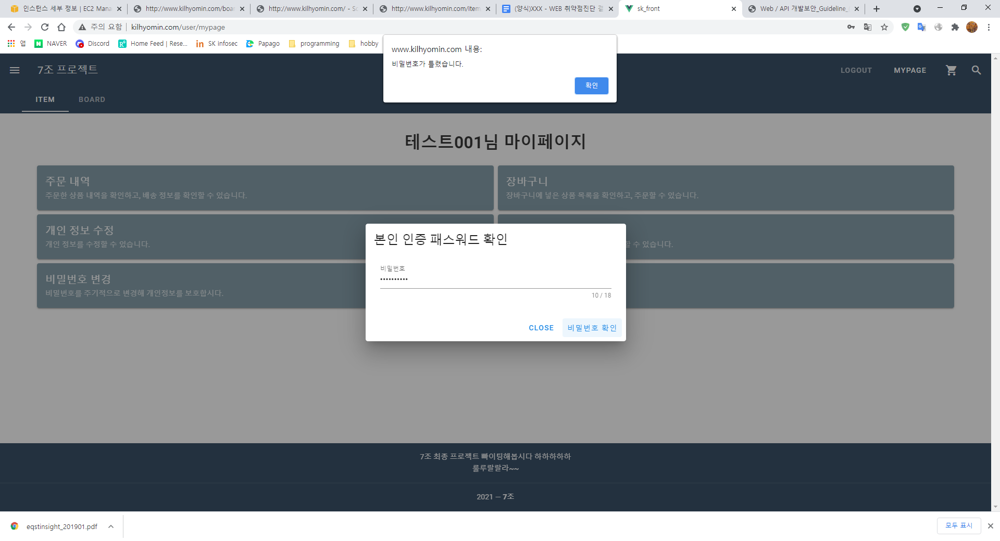 인스턴스 세부 정보 | EC2 Mana
http://www.kilhyomin.com/boar
http://www.kilhyomin.com/ - Sc
http://www.kilhyomin.com/item
(양식)XXX - WEB 취약점진단 결
sk_front
Web / API 개발보안_Guideline_
주의 요함
kilhyomin.com/user/mypage
앱
NAVER
Discord
Home Feed | Rese...
SK infosec
Papago
programming
hobby
www.kilhyomin.com 내용:
비밀번호가 틀렸습니다.
확인
7조 프로젝트
LOGOUT
MYPAGE
ITEM
BOARD
테스트001님 마이페이지
주문 내역
주문한 상품 내역을 확인하고, 배송 정보를 확인할 수 있습니다.
장바구니
장바구니에 넣은 상품 목록을 확인하고, 주문할 수 있습니다.
개인 정보 수정
개인 정보를 수정할 수 있습니다.
할 수 있습니다.
비밀번호 변경
비밀번호를 주기적으로 변경해 개인정보를 보호합시다.
본인 인증 패스워드 확인
비밀번호
••••••••••
10 / 18
CLOSE
비밀번호 확인
7조 최종 프로젝트 빠이팅해봅시다 하하하하하
룰루랄랄라~~
2021 — 7조
eqstinsight_201901.pdf
모두 표시